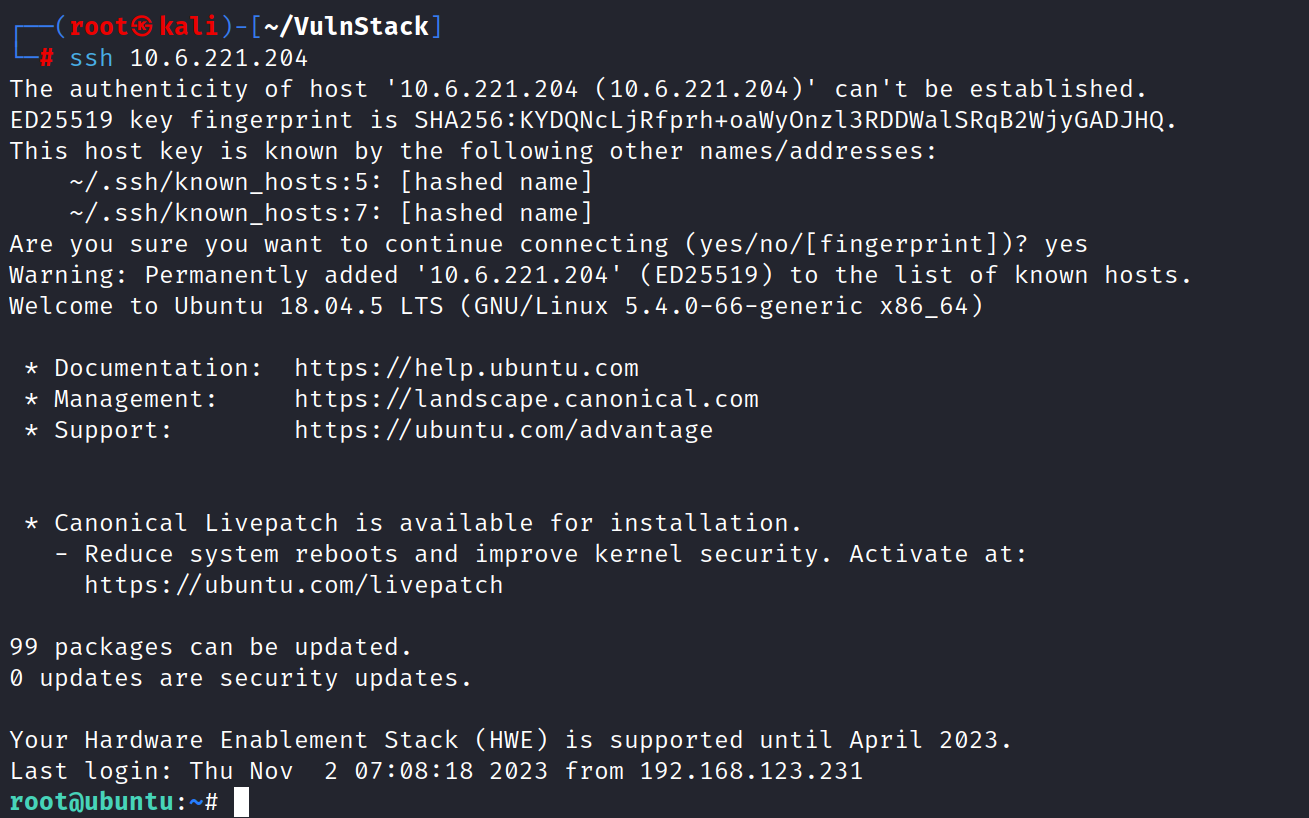 ┌──(root㉿kali)-[~/VulnStack]
└─# ssh 10.6.221.204
The authenticity of host '10.6.221.204 (10.6.221.204)' can't be established.
ED25519 key fingerprint is SHA256:KYDQNcLjRfprh+oaWyOnzl3RDDWalSRqB2WjyGADJHQ.
This host key is known by the following other names/addresses:
    ~/.ssh/known_hosts:5: [hashed name]
    ~/.ssh/known_hosts:7: [hashed name]
Are you sure you want to continue connecting (yes/no/[fingerprint])? yes
Warning: Permanently added '10.6.221.204' (ED25519) to the list of known hosts.
Welcome to Ubuntu 18.04.5 LTS (GNU/Linux 5.4.0-66-generic x86_64)

 * Documentation:  https://help.ubuntu.com
 * Management:     https://landscape.canonical.com
 * Support:        https://ubuntu.com/advantage


 * Canonical Livepatch is available for installation.
   - Reduce system reboots and improve kernel security. Activate at:
     https://ubuntu.com/livepatch

99 packages can be updated.
0 updates are security updates.

Your Hardware Enablement Stack (HWE) is supported until April 2023.
Last login: Thu Nov  2 07:08:18 2023 from 192.168.123.231
root@ubuntu:~#